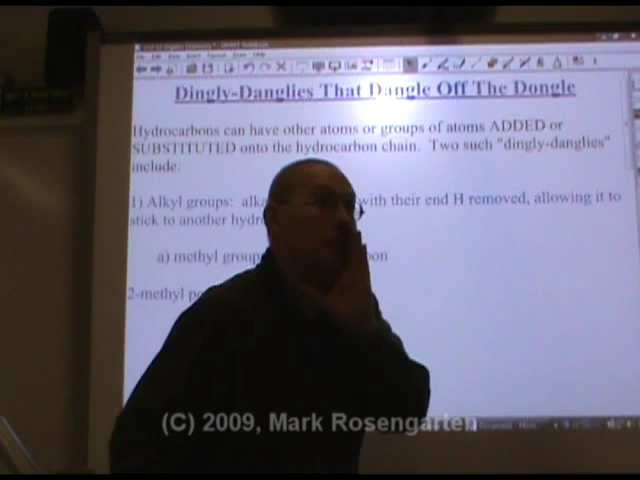 Dingly-Danglies That Dangle Off The Dongle
Hydrocarbons can have other atoms or groups of atoms ADDED or
SUBSTITUTED onto the hydrocarbon chain. Two such "dingly-danglies"
include:
1) Alkyl groups: with their end H removed, allowing it to
stick to another
a) methyl
2-methyl
(C) 2009, Mark Rosengarten